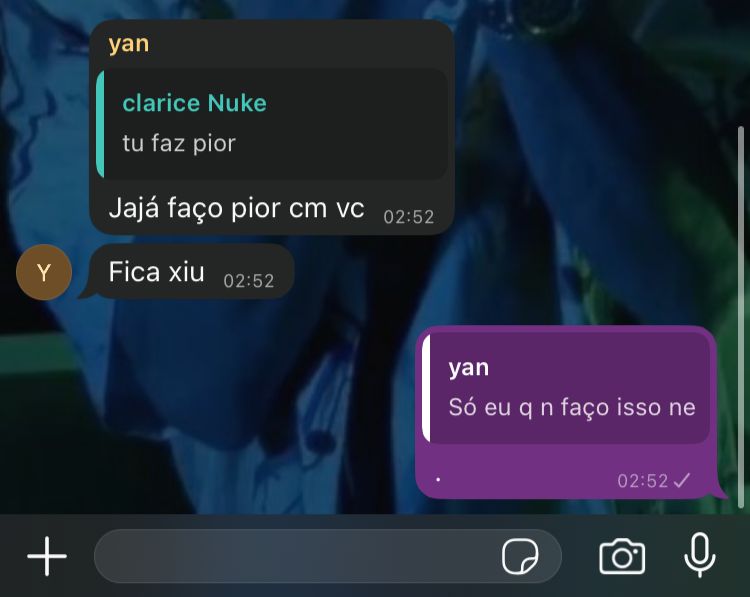 yan
clarice Nuke
tu faz pior
Jajá faço pior cm vc 02:52
Y
Fica xiu 02:52
yan
Só eu q n faço isso ne
. 02:52